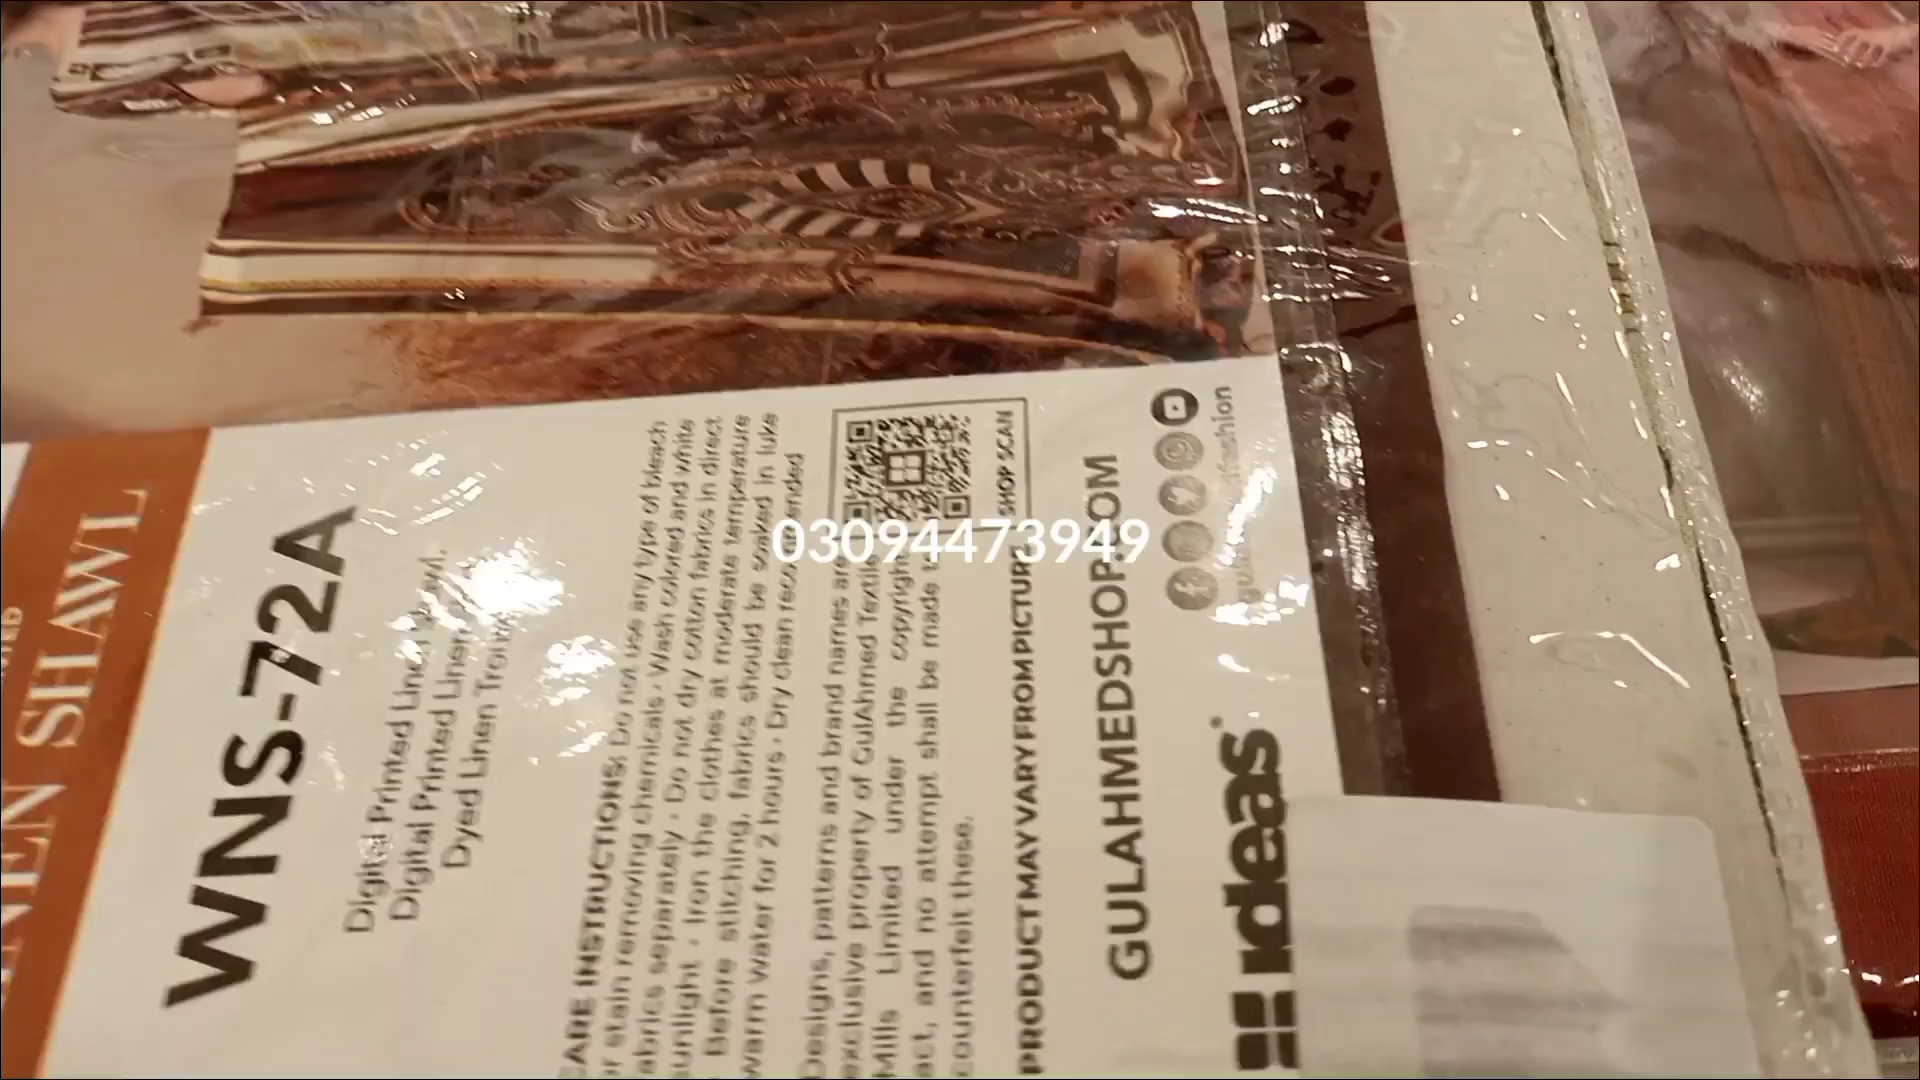 LINEN SHAWL
WNS-72A
Digital Printed Linen Shawl,
Digital Printed Linen
Dyed Linen
CARE INSTRUCTIONS: Do not use any type of bleach
or stain removing chemicals · Wash colored and white
fabrics separately · Do not dry cotton fabrics in direct
sunlight · Iron the clothes at moderate temperature
· Before stitching, fabrics should be soaked in luke
warm water for 2 hours · Dry clean recommended
Designs, patterns and brand names are
exclusive property of GulAhmed Textile
Mills Limited under the copyright
act, and no attempt shall be made to
counterfeit these.
SHOP SCAN
PRODUCT MAY VARY FROM PICTURE
GULAHMEDSHOP.COM
ideas
03094473949